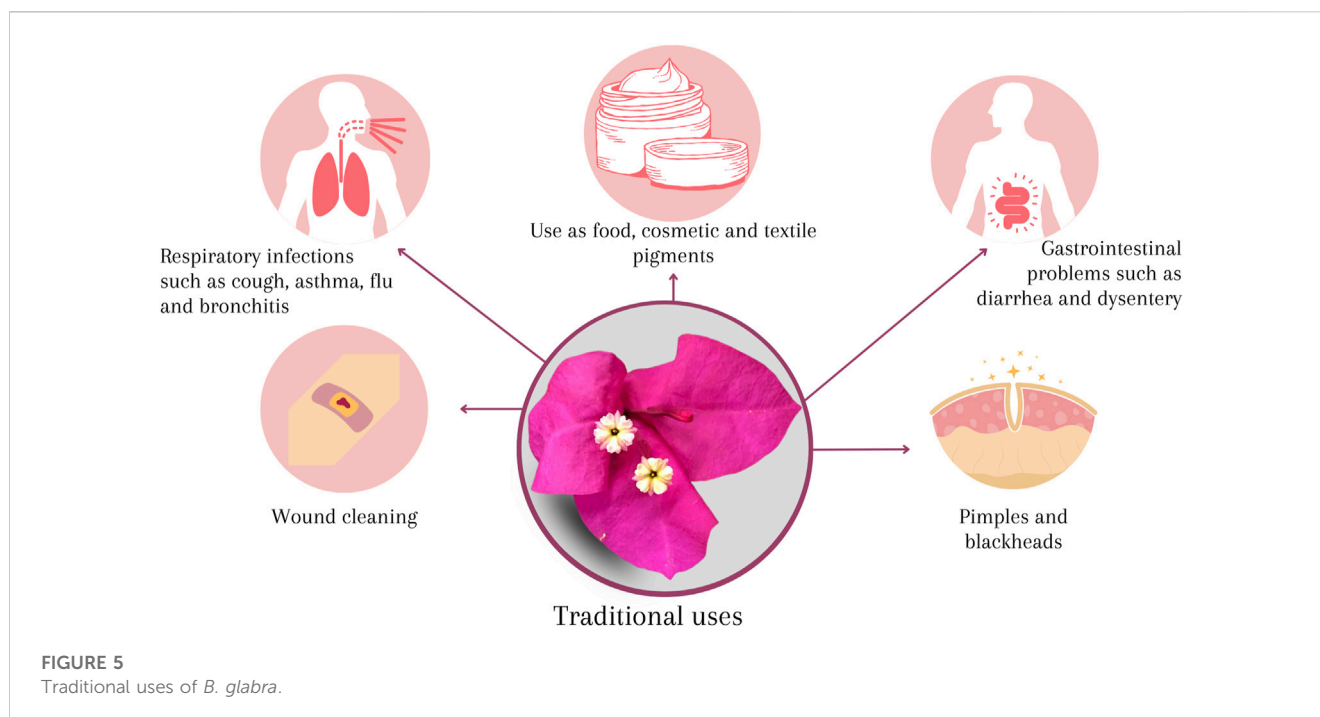 Respiratory infections
such as cough, asthma, flu
and bronchitis
Use as food, cosmetic and textile
pigments
Gastrointestinal
problems such as
diarrhea and dysentery
Wound cleaning
Pimples and
blackheads
Traditional uses
FIGURE 5
Traditional uses of B. glabra.